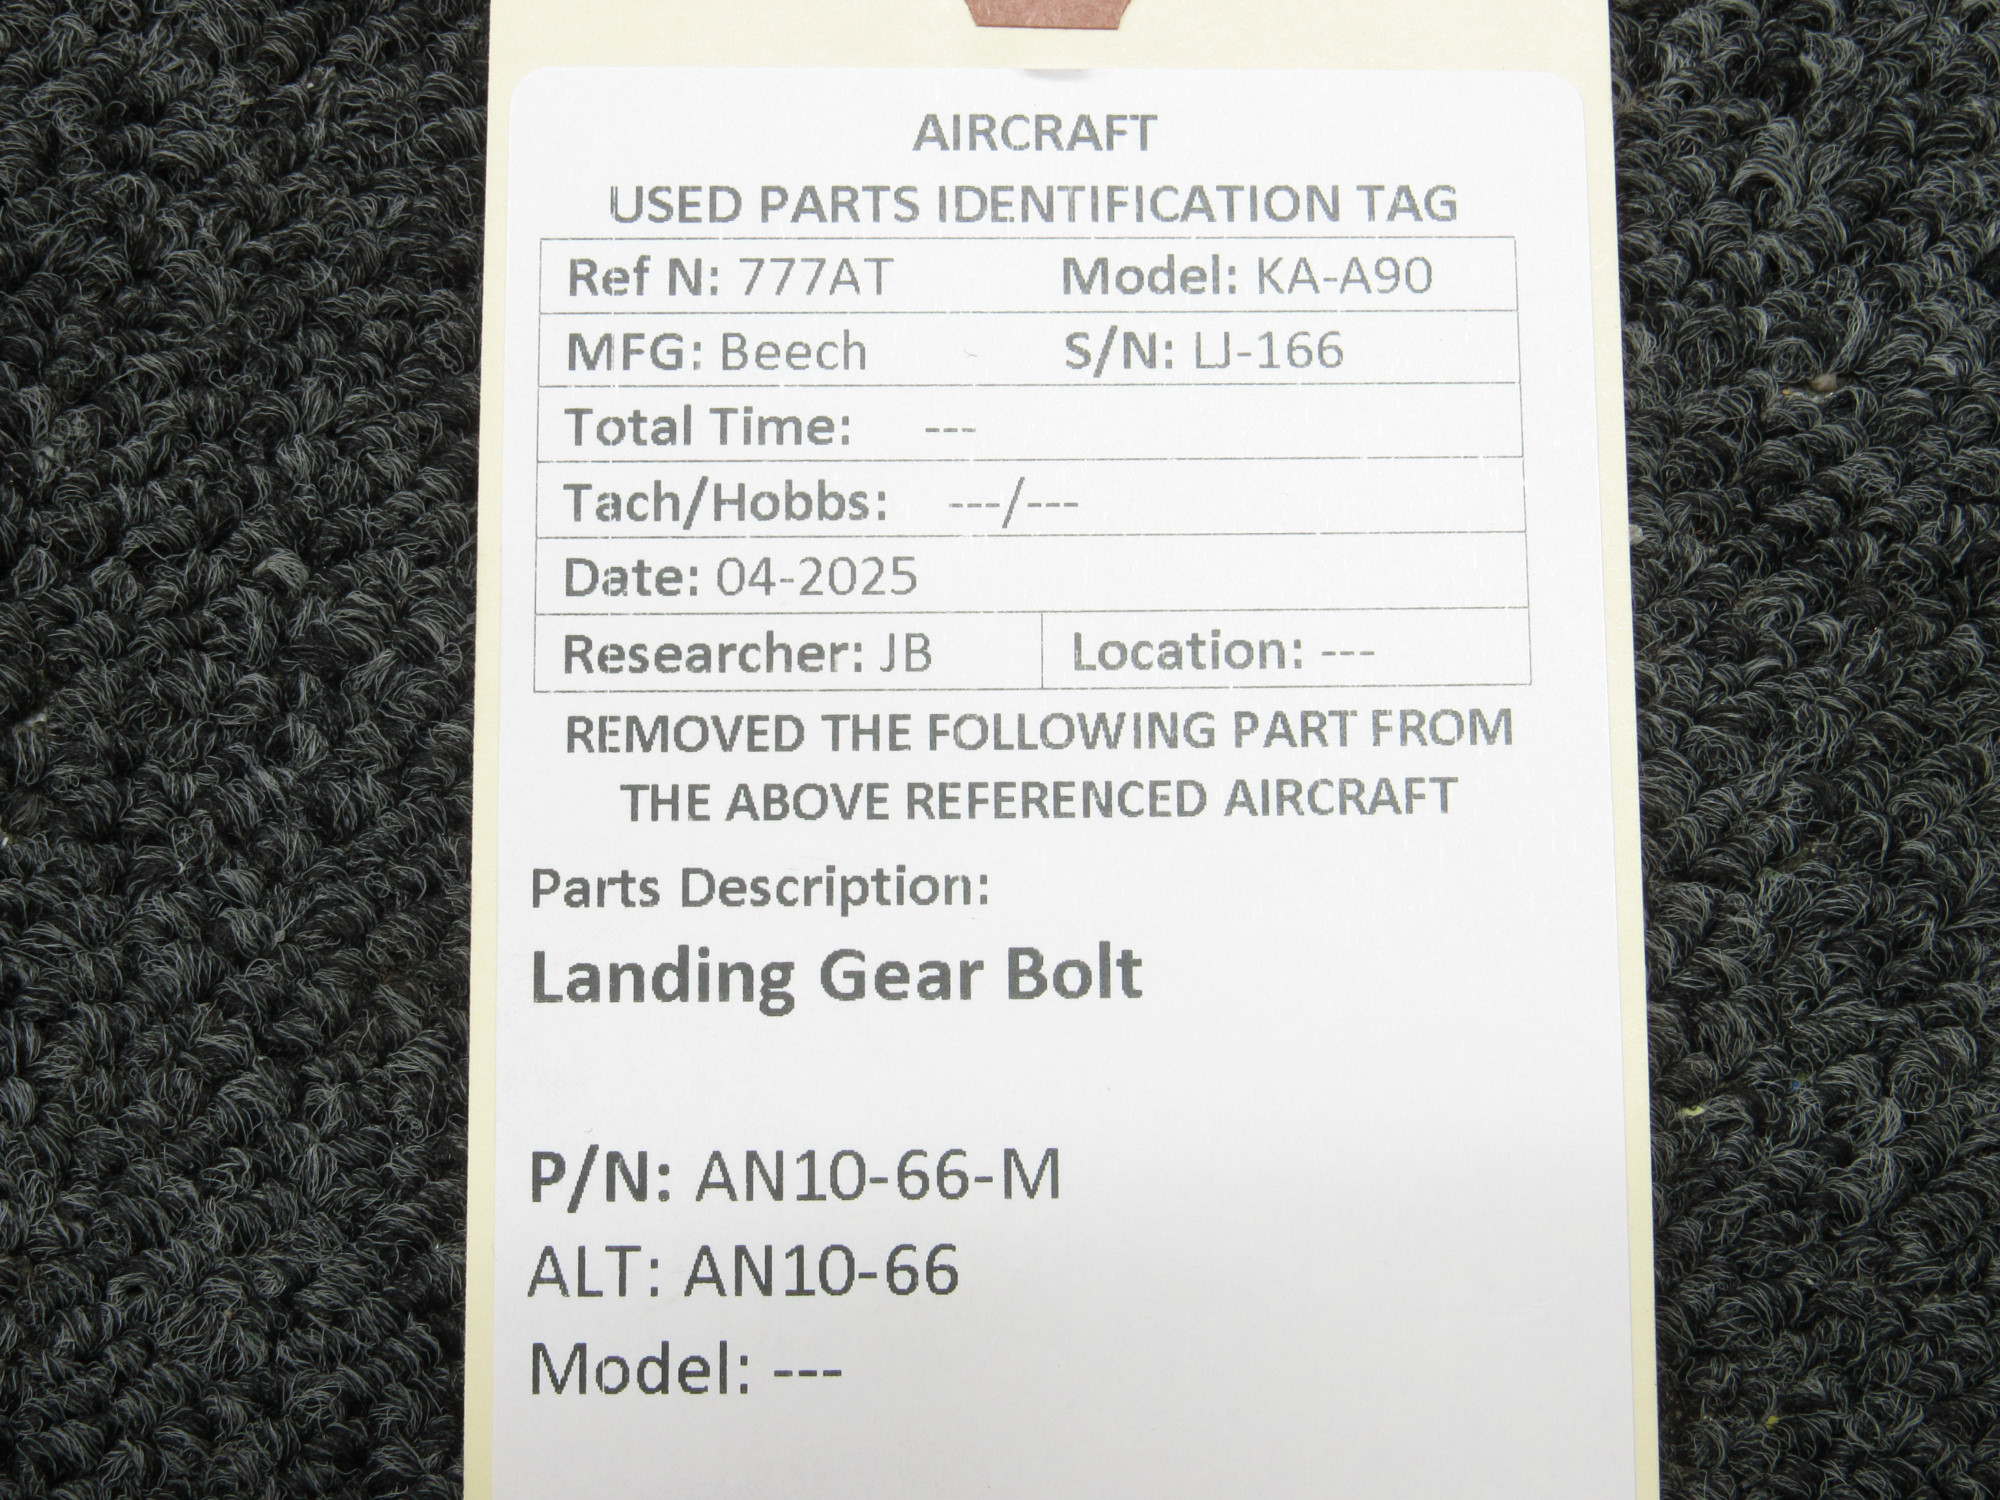 AIRCRAFT
USED PARTS IDENTIFICATION TAG
Ref N: 777AT Model: KA-A90
MFG: Beech S/N: LJ-166
Total Time: ---
Tach/Hobbs: ---/---
Date: 04-2025
Researcher: JB Location: ---
REMOVED THE FOLLOWING PART FROM
THE ABOVE REFERENCED AIRCRAFT
Parts Description:
Landing Gear Bolt
P/N: AN10-66-M
ALT: AN10-66
Model: ---